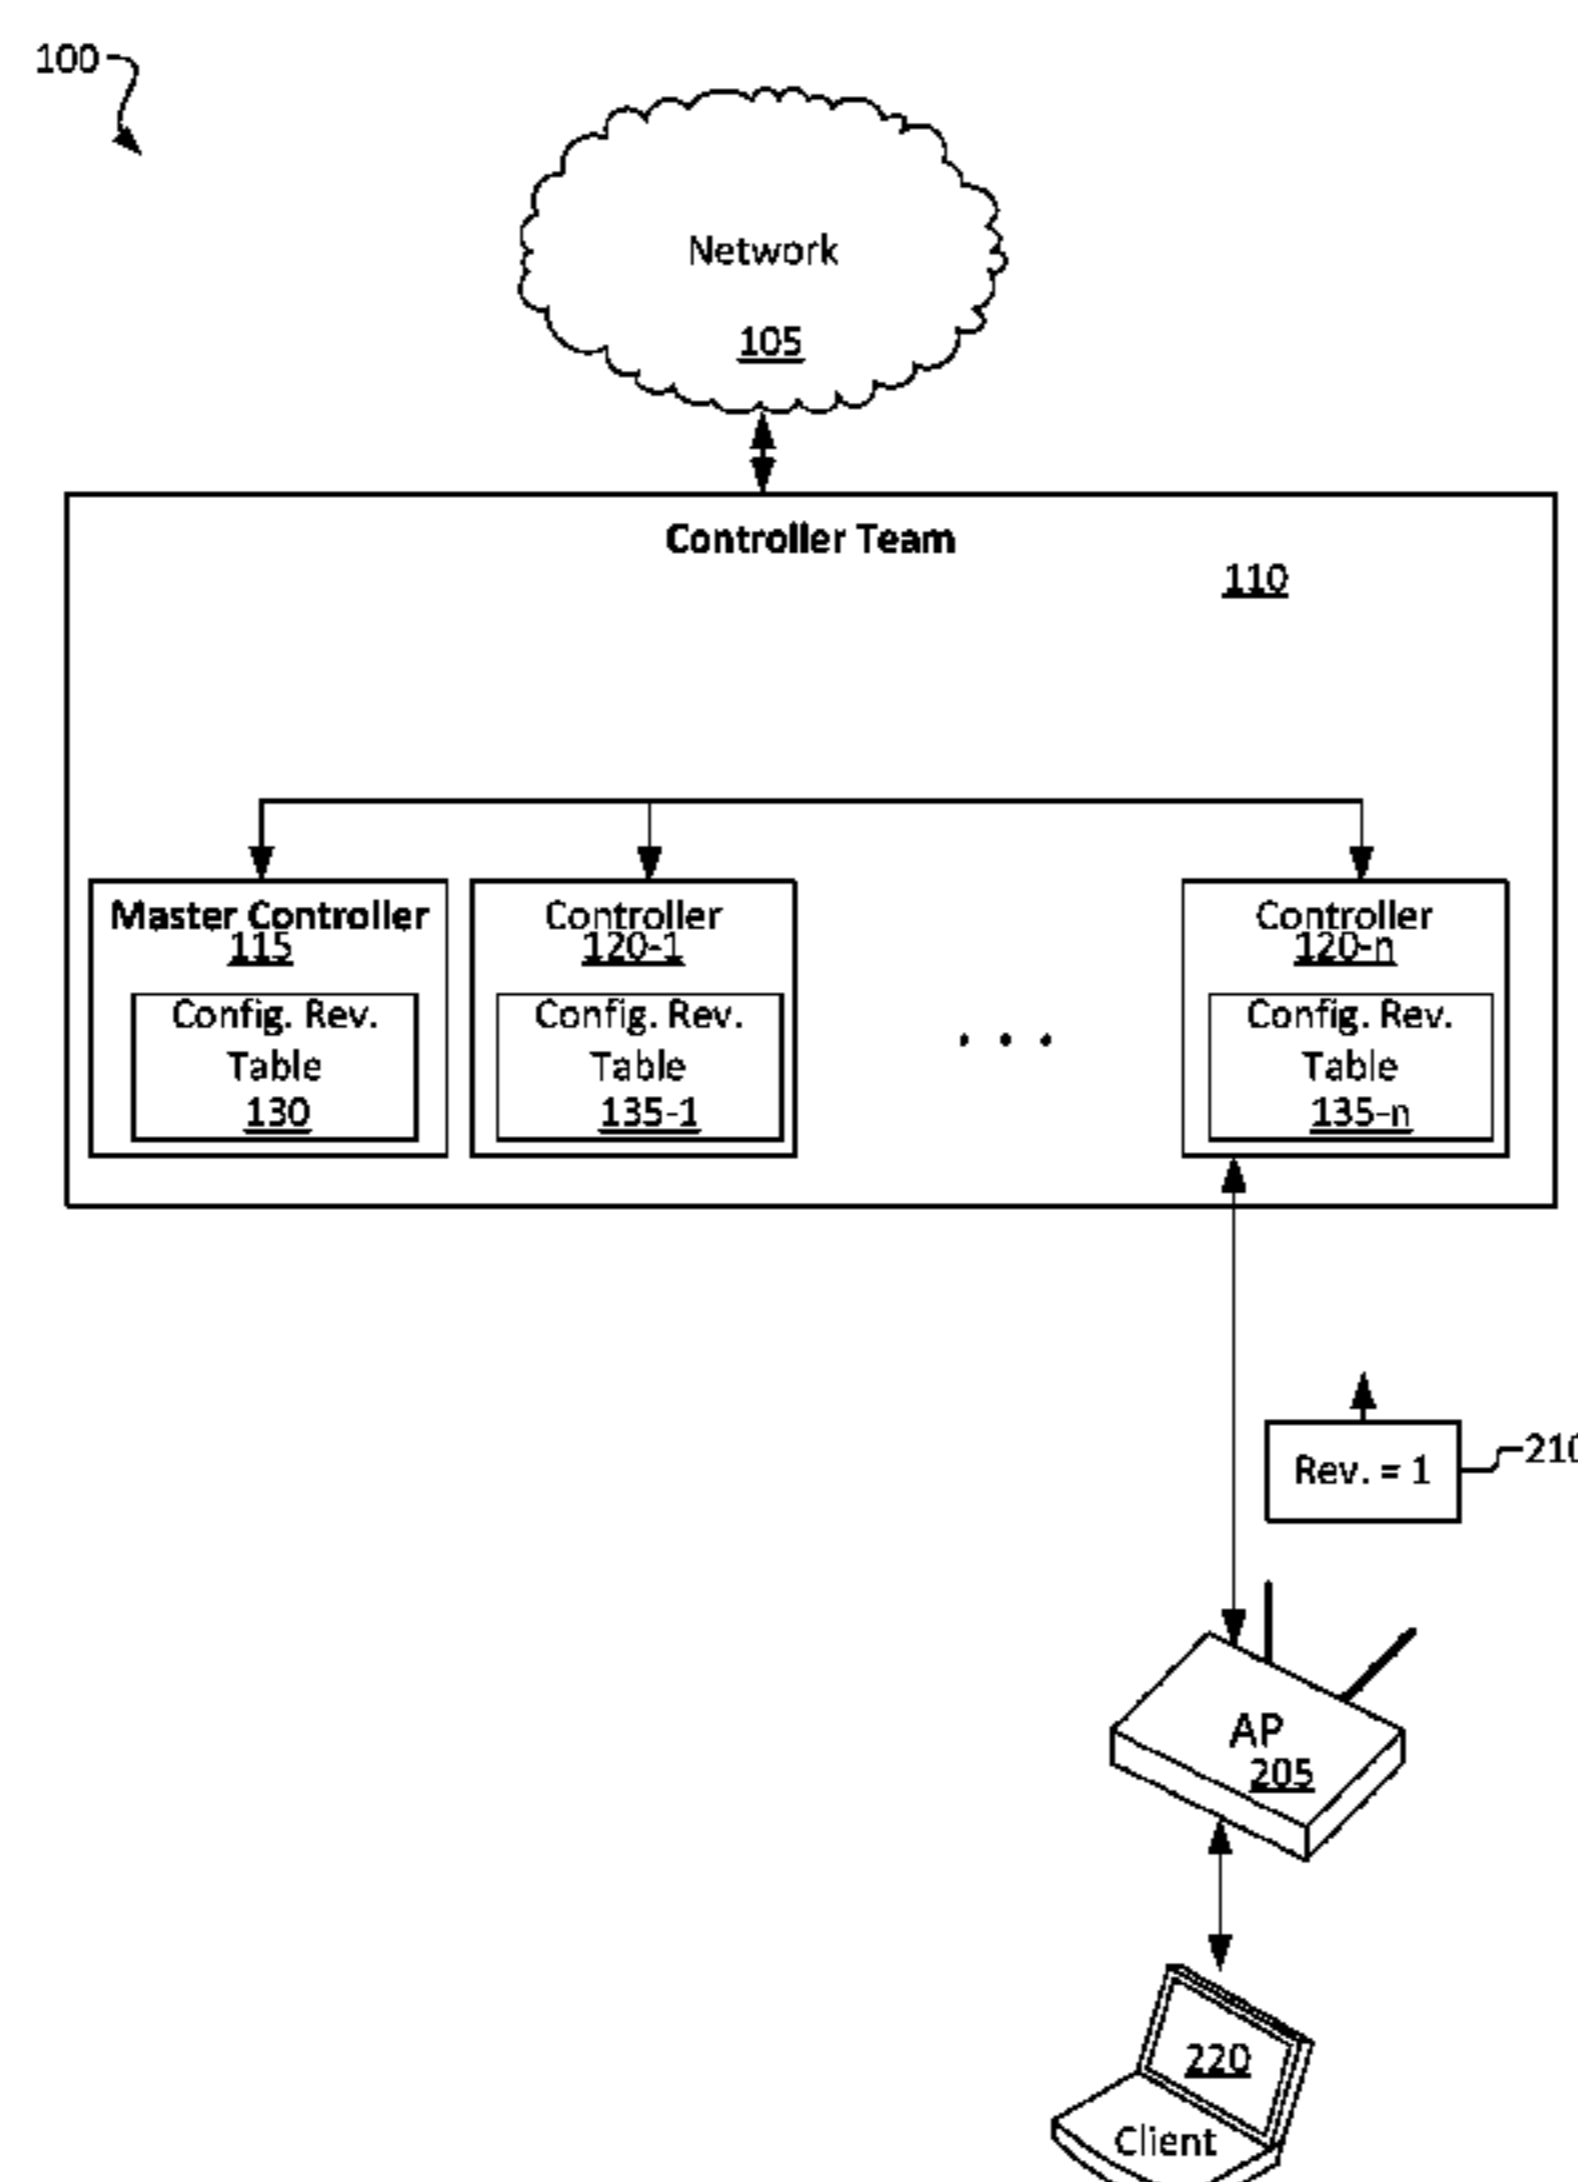 100
Network
105
Controller Team
110
Master Controller
115
Config. Rev.
Table
130
Controller
120-1
Config. Rev.
Table
135-1
. . .
Controller
120-n
Config. Rev.
Table
135-n
Rev. = 1
210
AP
205
220
Client